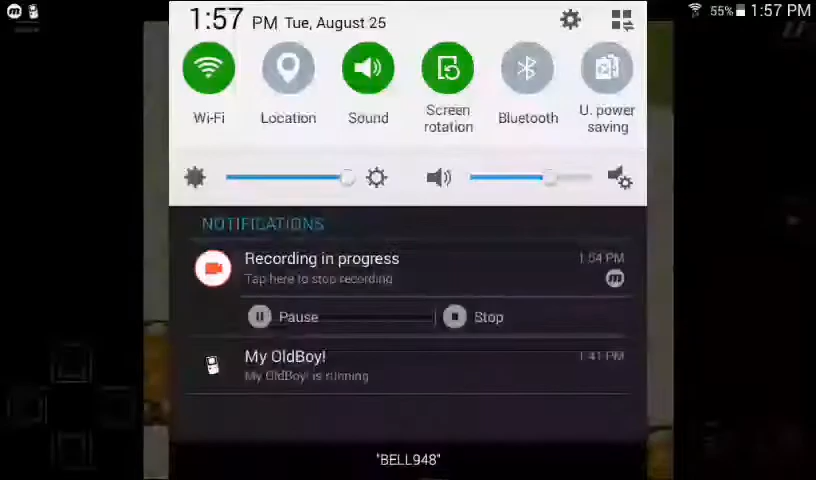 1:57 PM Tue, August 25
55% 1:57 PM
Wi-Fi
Location
Sound
Screen
rotation
Bluetooth
U. power
saving
NOTIFICATIONS
Recording in progress
1:54 PM
Tap here to stop recording
Pause
Stop
My OldBoy!
1:41 PM
My OldBoy! is running
"BELL948"